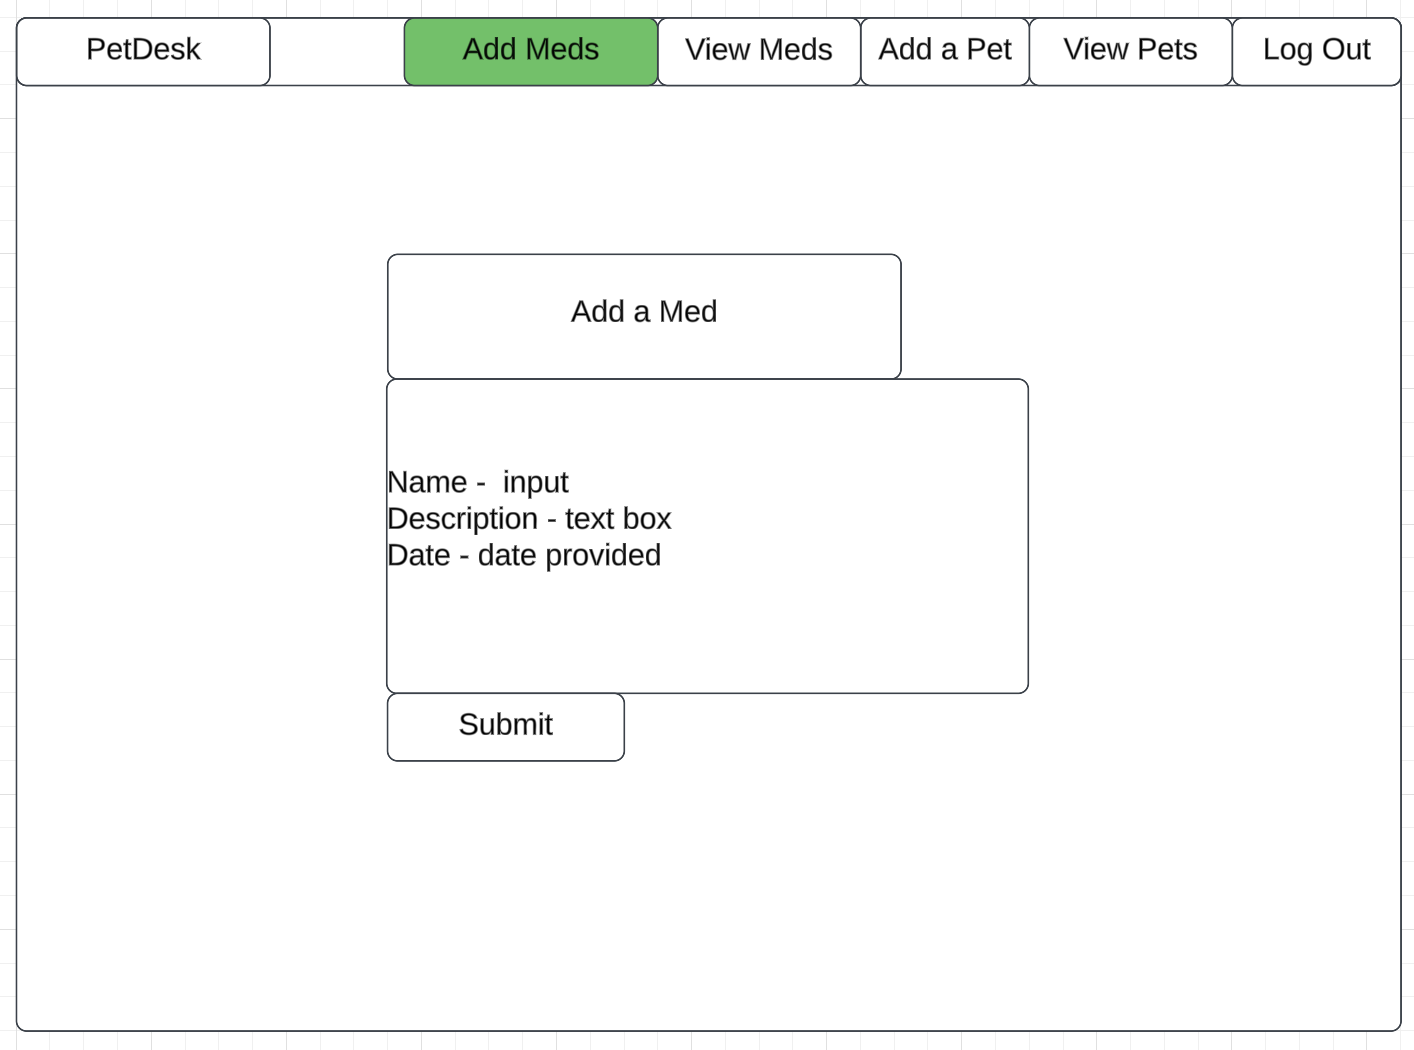 PetDesk
Add Meds
View Meds
Add a Pet
View Pets
Log Out
Add a Med
Name -  input
Description - text box
Date - date provided
Submit